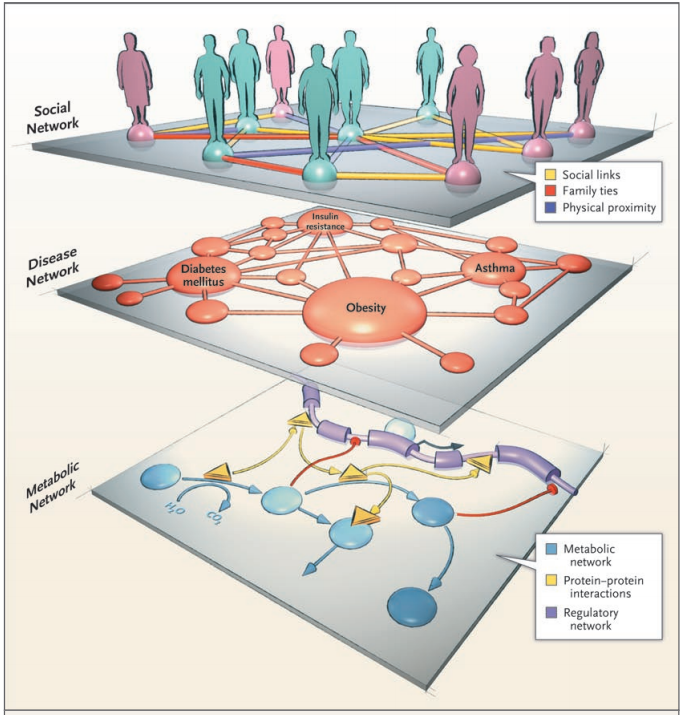 Social
Network
Social links
Family ties
Physical proximity
Disease
Network
Insulin
resistance
Diabetes
mellitus
Asthma
Obesity
Metabolic
Network
H₂O
CO₂
Metabolic
network
Protein–protein
interactions
Regulatory
network